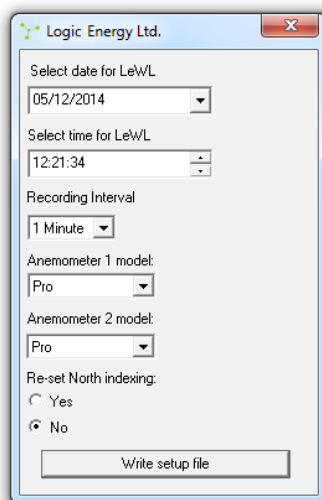 Logic Energy Ltd.
Select date for LeWL
05/12/2014
Select time for LeWL
12:21:34
Recording Interval
1 Minute
Anemometer 1 model:
Pro
Anemometer 2 model:
Pro
Re-set North indexing:
Yes
No
Write setup file